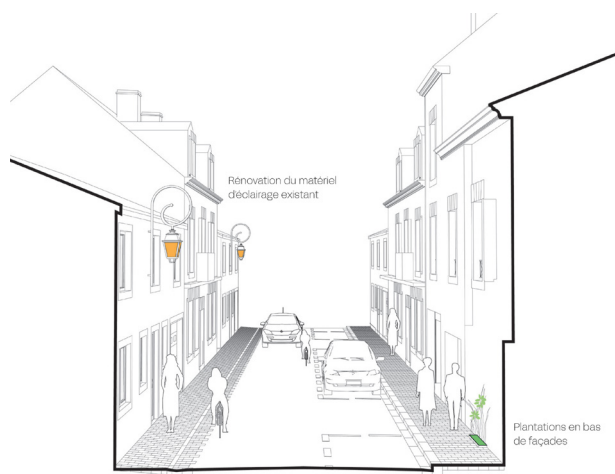 Rénovation du matériel
d'éclairage existant
Plantations en bas
de façades